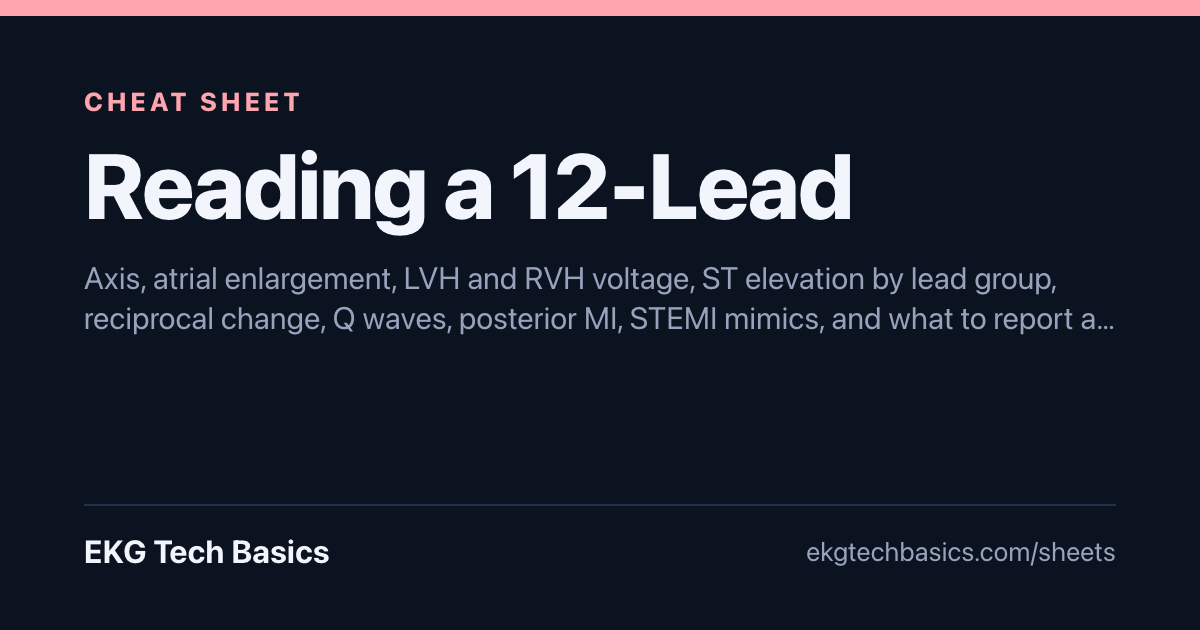 CHEAT SHEET
Reading a 12-Lead
Axis, atrial enlargement, LVH and RVH voltage, ST elevation by lead group,
reciprocal change, Q waves, posterior MI, STEMI mimics, and what to report a…
EKG Tech Basics
ekgtechbasics.com/sheets